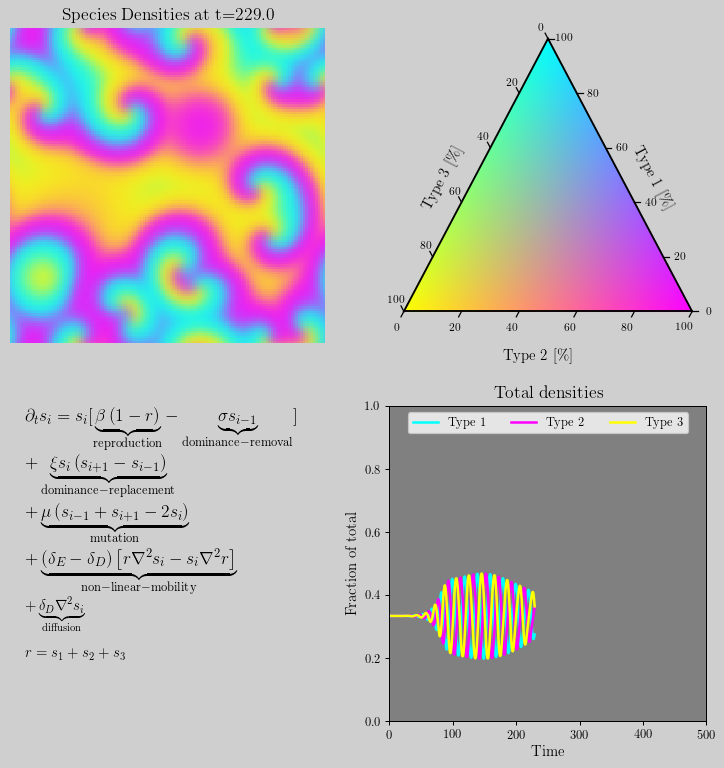 Species Densities at t=229.0
0
100
20
80
40
60
Type 3 [%]
Type 1 [%]
60
40
80
20
100
0
0
20
40
60
80
100
Type 2 [%]
∂ₜsᵢ = sᵢ[ β (1 − r) − σsᵢ₋₁ ]
reproduction dominance−removal
+ ξsᵢ (sᵢ₊₁ − sᵢ₋₁)
dominance−replacement
+ μ (sᵢ₋₁ + sᵢ₊₁ − 2sᵢ)
mutation
+ (δ_E − δ_D) [r∇²sᵢ − sᵢ∇²r]
non−linear−mobility
+ δ_D∇²sᵢ
diffusion
r = s₁ + s₂ + s₃
Total densities
Type 1 Type 2 Type 3
Fraction of total
1.0
0.8
0.6
0.4
0.2
0.0
0 100 200 300 400 500
Time